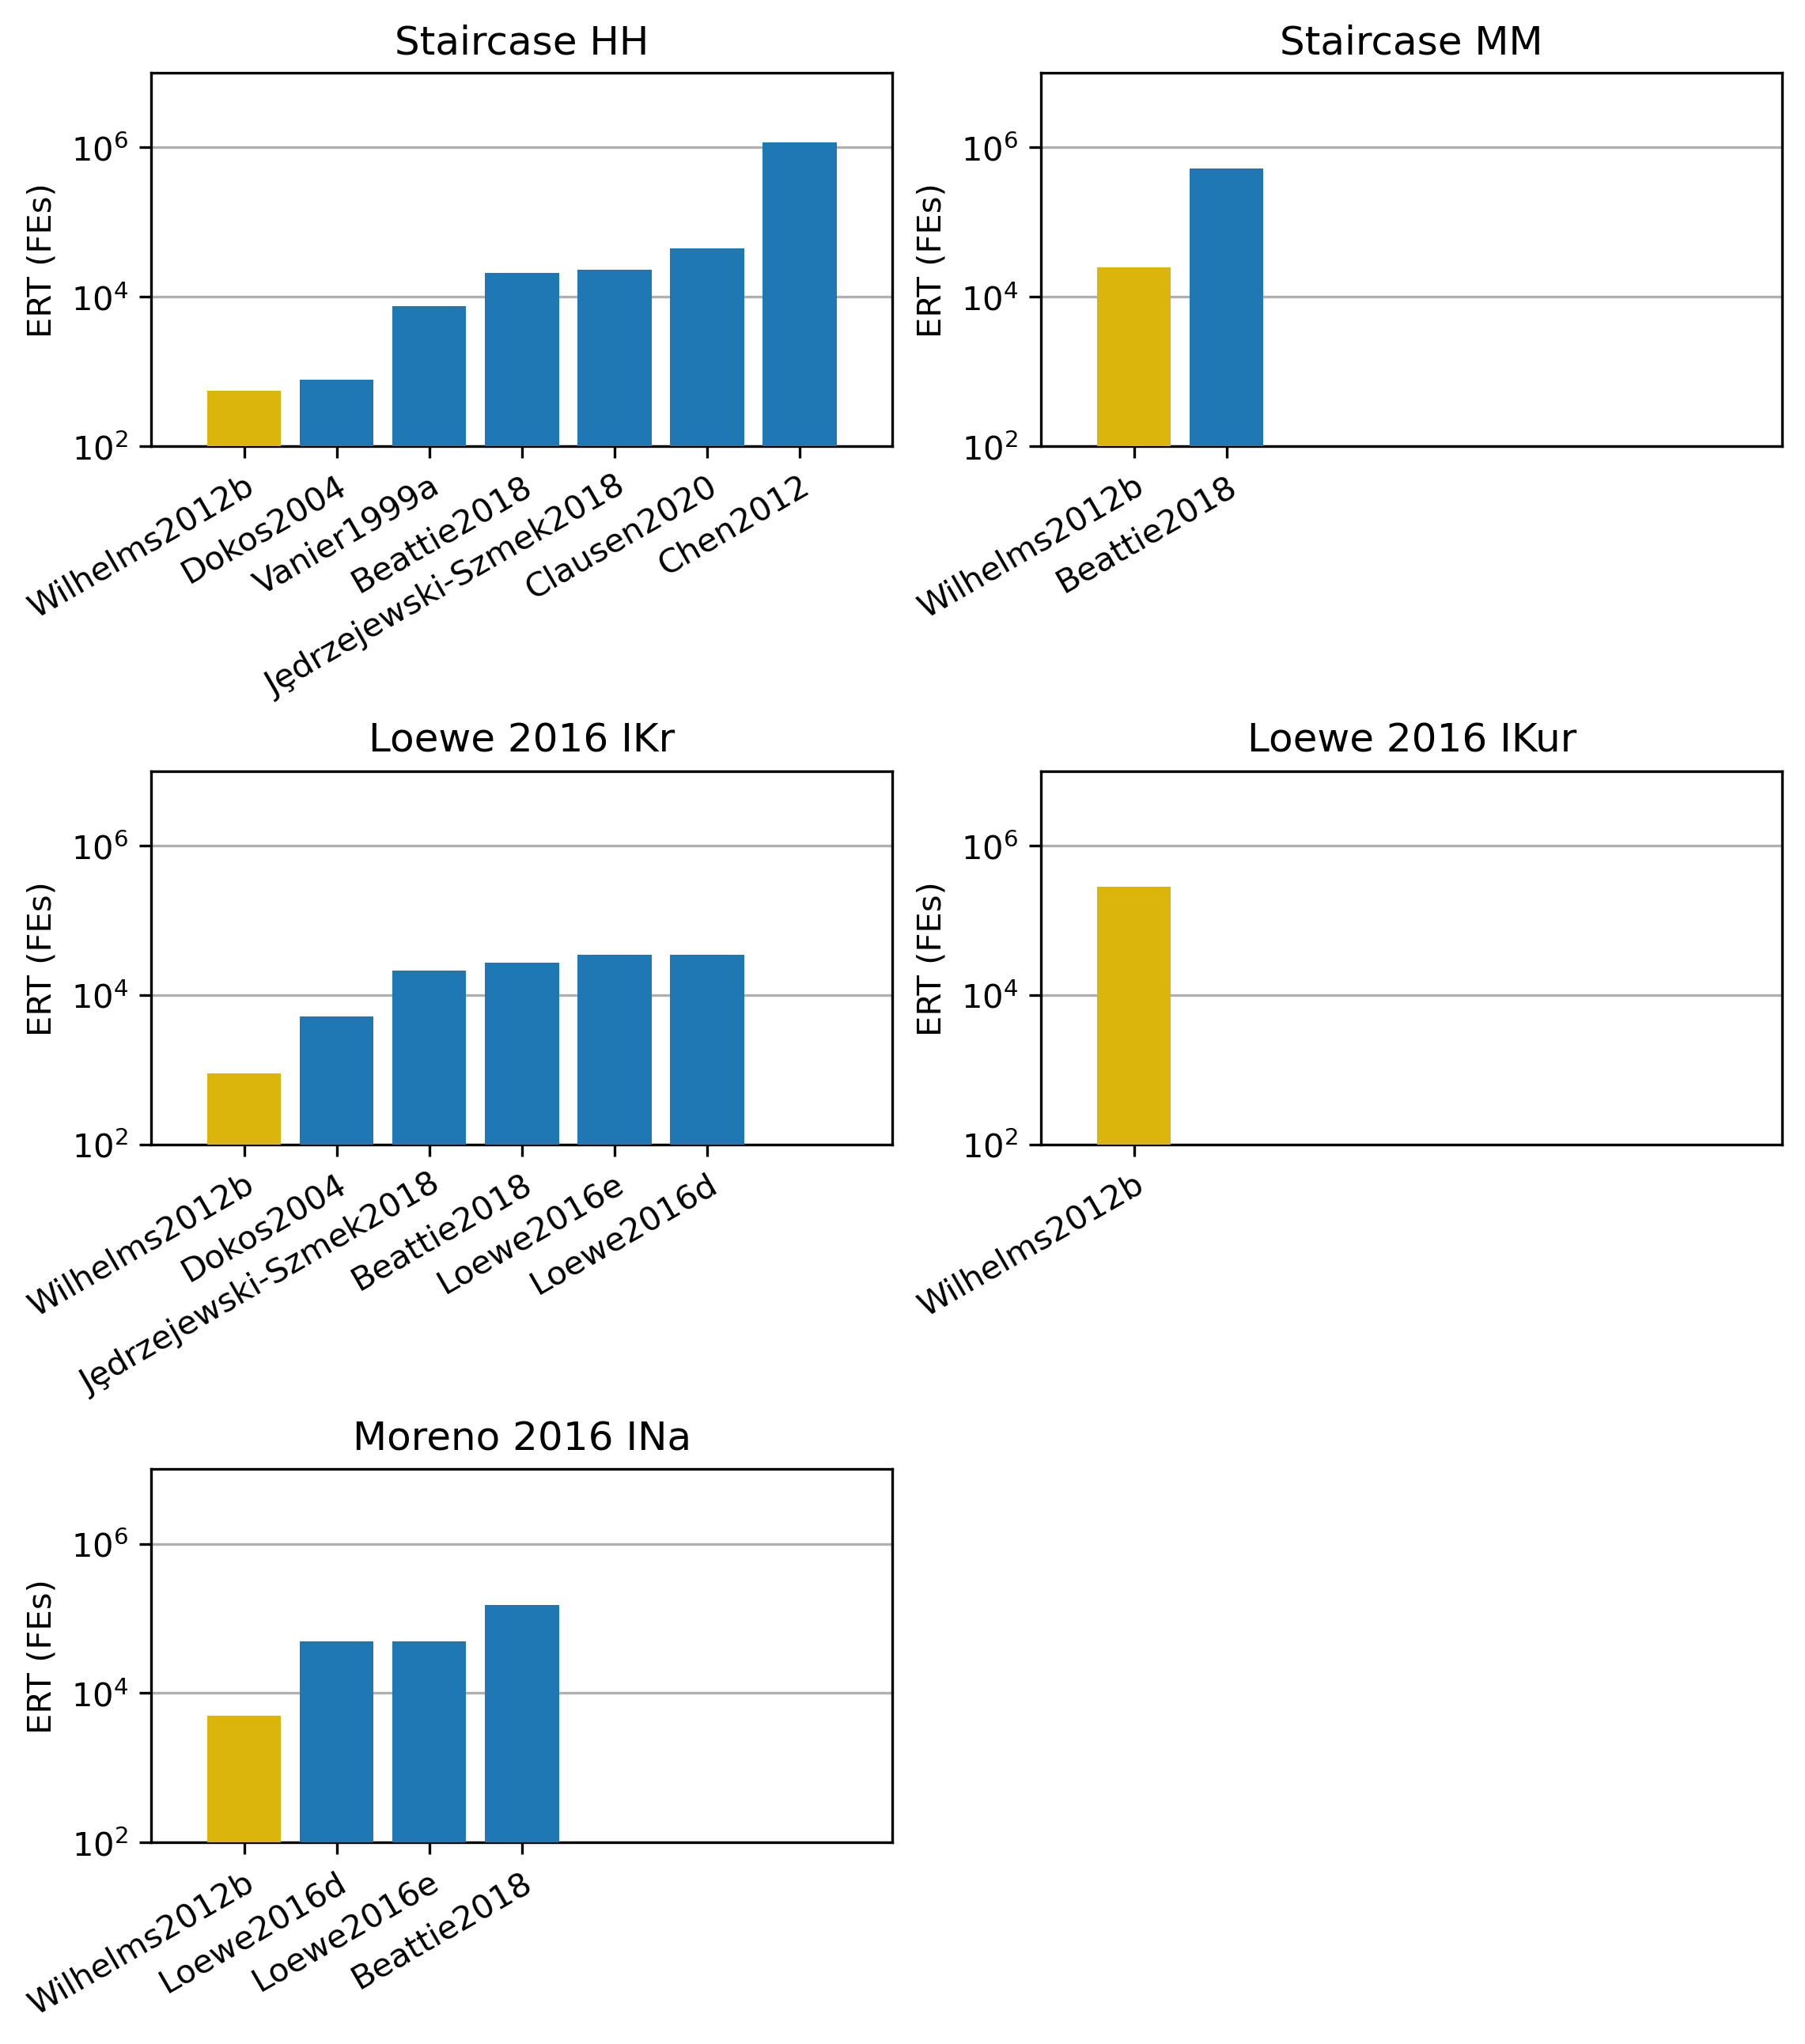 Staircase HH
ERT (FEs)
10^6
10^4
10^2
Wilhelms2012b
Dokos2004
Vanier1999a
Beattie2018
Jędrzejewski-Szmek2018
Clausen2020
Chen2012
Staircase MM
ERT (FEs)
10^6
10^4
10^2
Wilhelms2012b
Beattie2018
Loewe 2016 IKr
ERT (FEs)
10^6
10^4
10^2
Wilhelms2012b
Dokos2004
Jędrzejewski-Szmek2018
Beattie2018
Loewe2016e
Loewe2016d
Loewe 2016 IKur
ERT (FEs)
10^6
10^4
10^2
Wilhelms2012b
Moreno 2016 INa
ERT (FEs)
10^6
10^4
10^2
Wilhelms2012b
Loewe2016d
Loewe2016e
Beattie2018